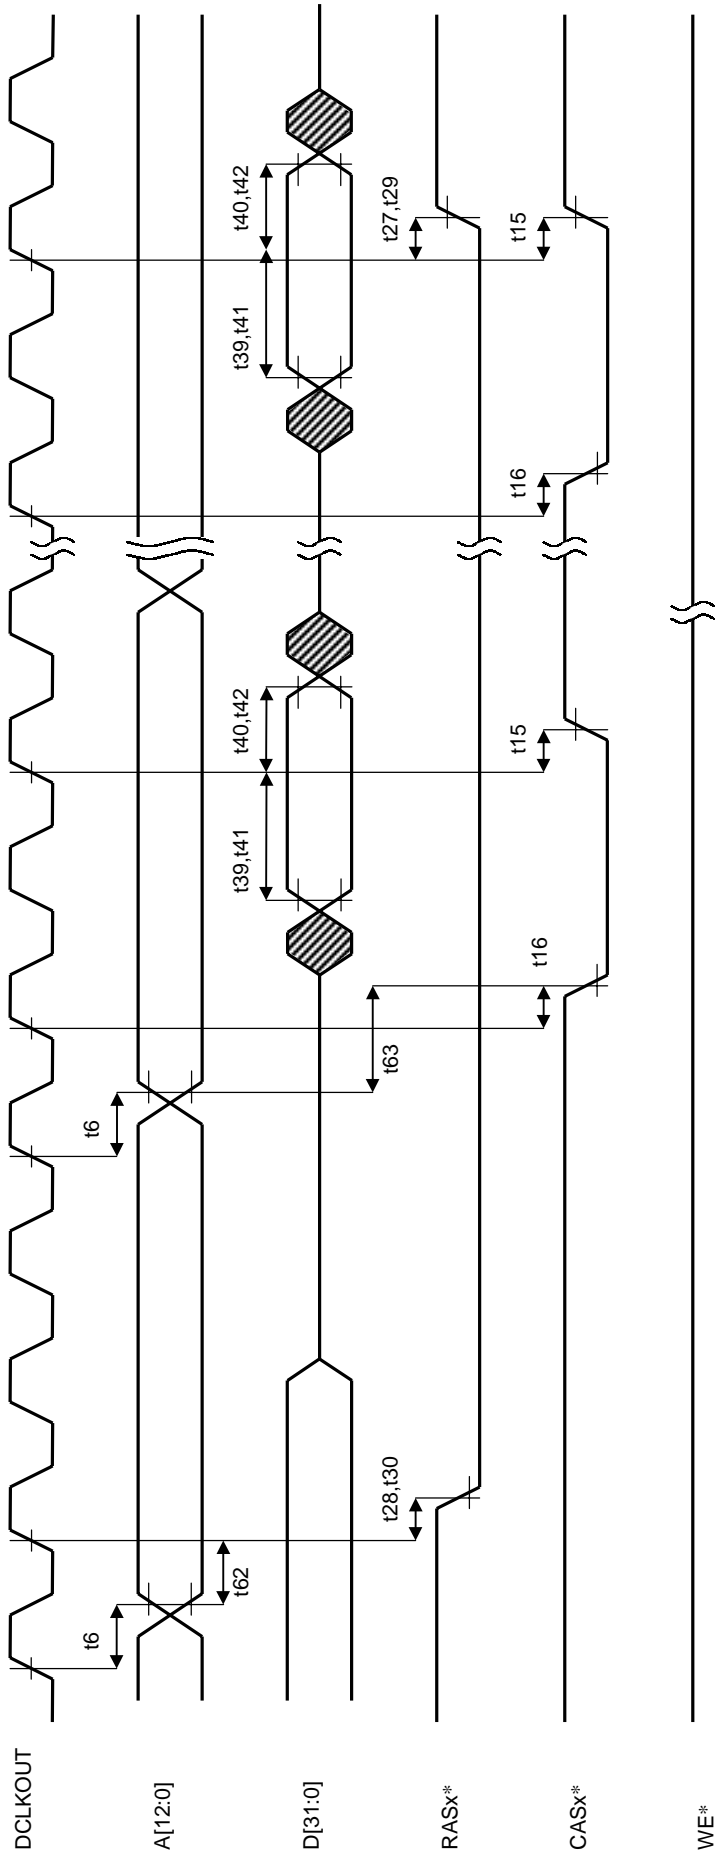 DCLKOUT
t6
t6
A[12:0]
t62
t39,t41
t40,t42
t39,t41
t40,t42
D[31:0]
t63
t28,t30
t27,t29
RASx*
t16
t15
t16
t15
CASx*
WE*